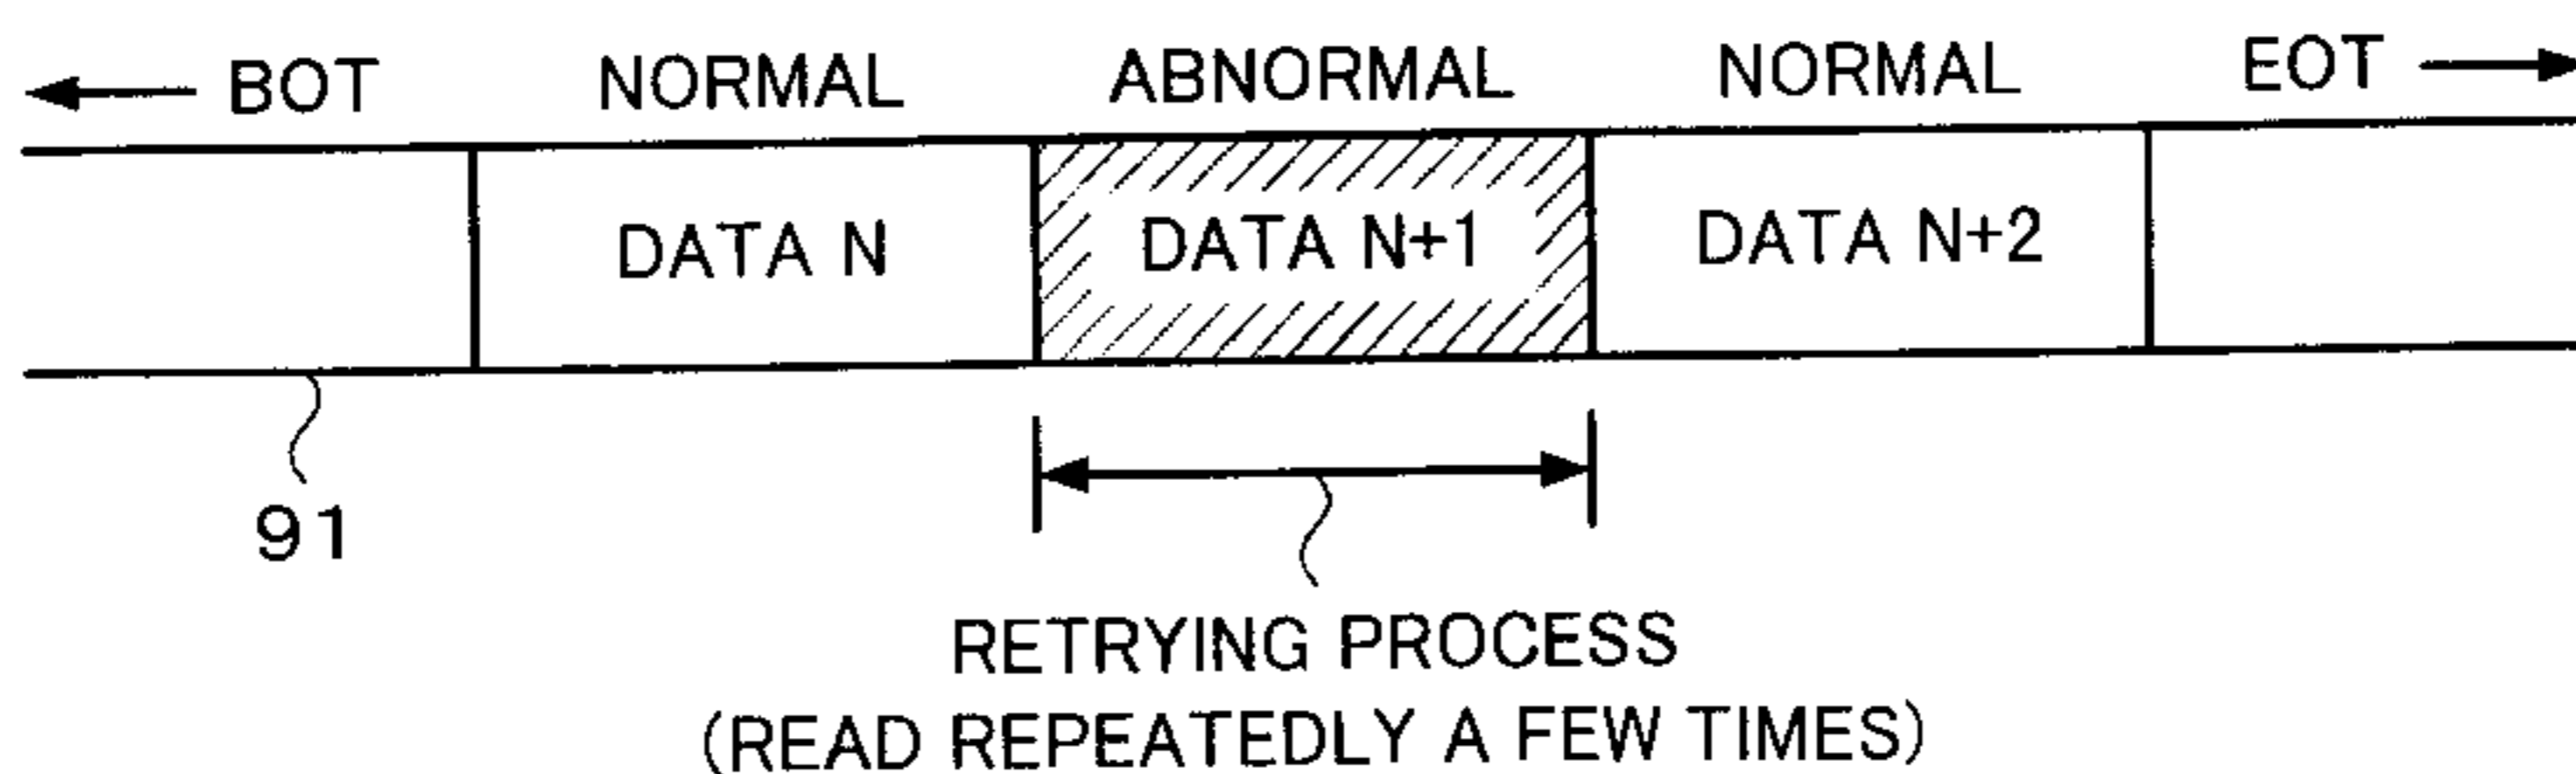 BOT NORMAL ABNORMAL NORMAL EOT
DATA N DATA N+1 DATA N+2
91
RETRYING PROCESS
(READ REPEATEDLY A FEW TIMES)